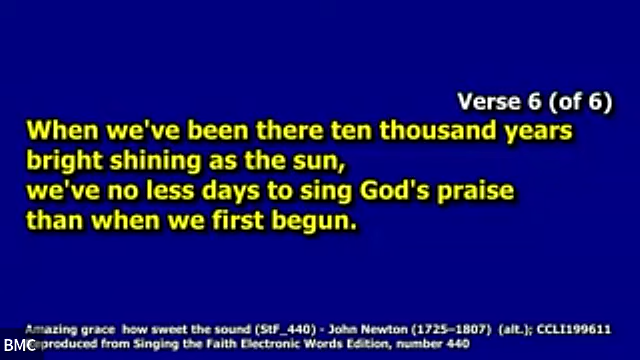 Verse 6 (of 6)
When we've been there ten thousand years
bright shining as the sun,
we've no less days to sing God's praise
than when we first begun.
Amazing grace how sweet the sound (StF_440) - John Newton (1725–1807) (alt.); CCLI199611
Reproduced from Singing the Faith Electronic Words Edition, number 440
BMC